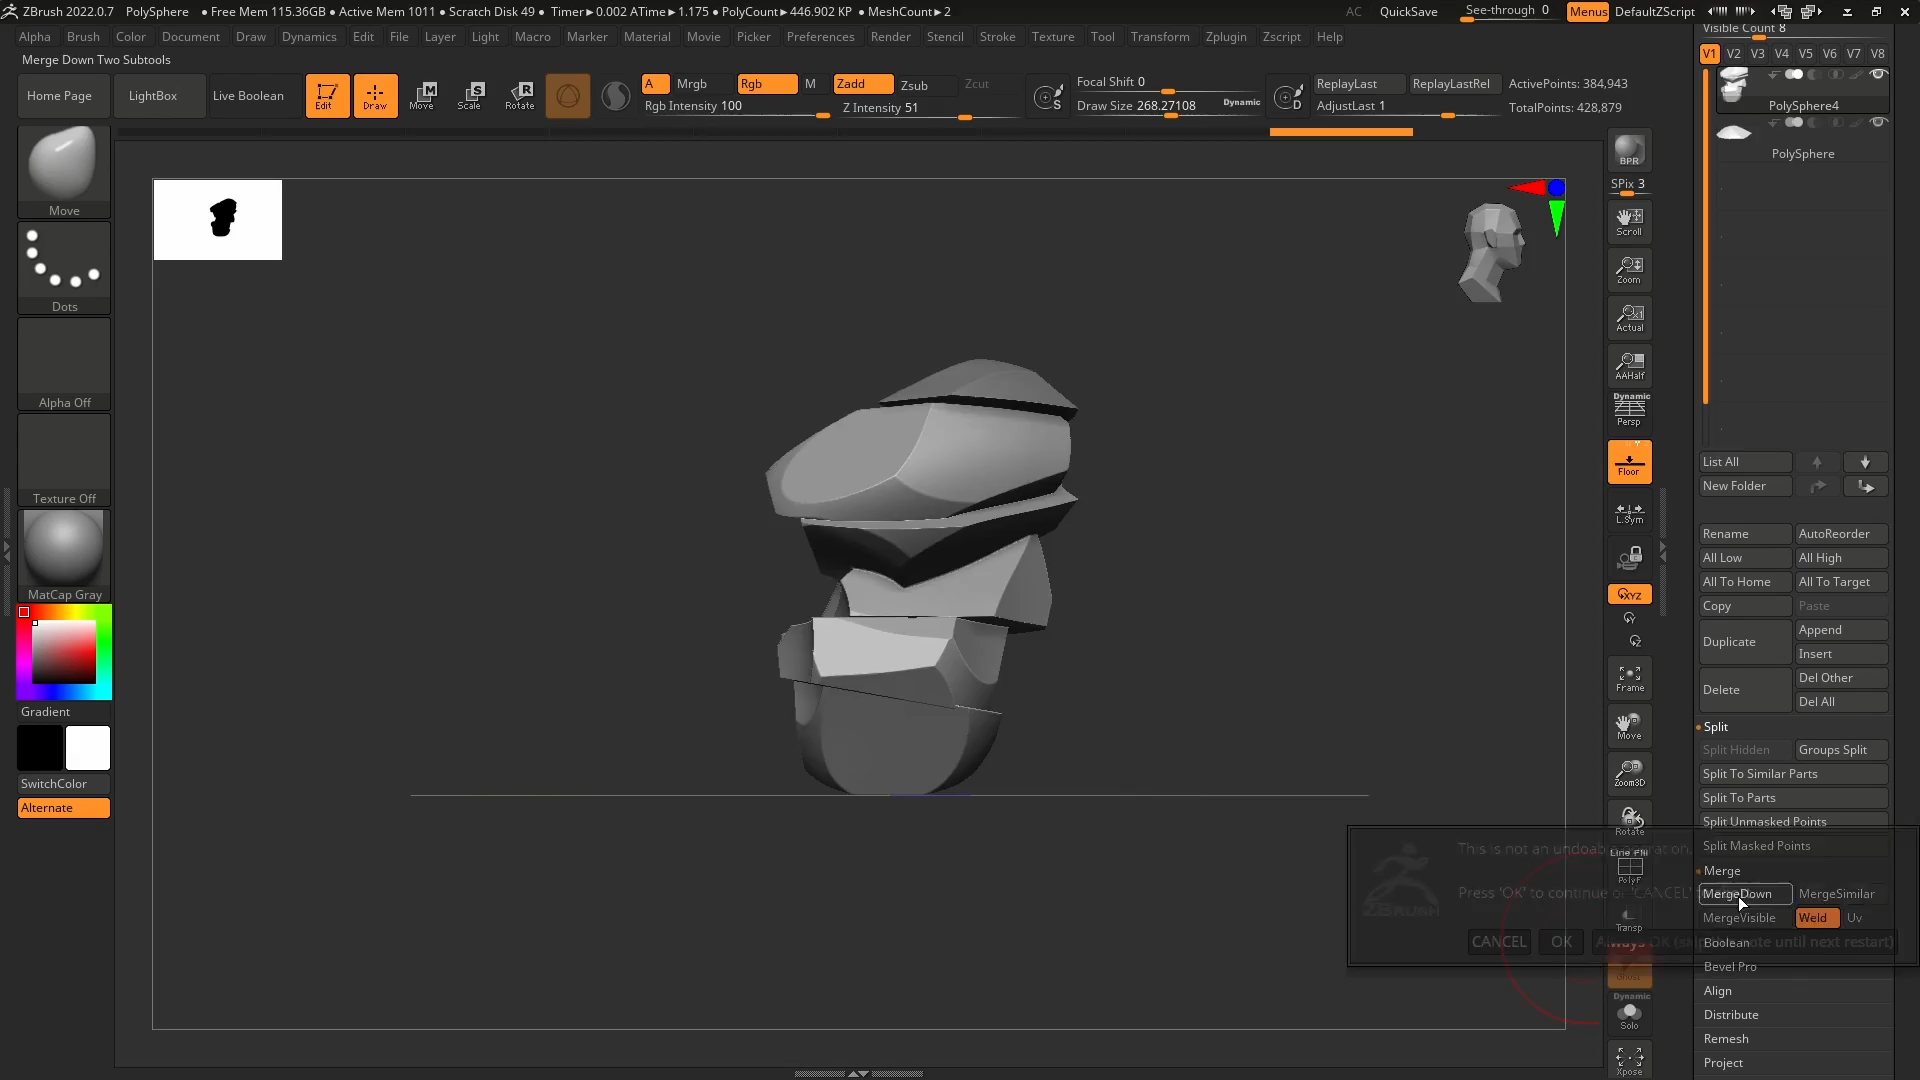 ZBrush 2022.0.7 PolySphere • Free Mem 115.36GB • Active Mem 1011 • Scratch Disk 49 • Timer►0.002 ATime►1.175 • PolyCount►446.902 KP • MeshCount►2 AC QuickSave See-through 0 Menus DefaultZScript
Alpha Brush Color Document Draw Dynamics Edit File Layer Light Macro Marker Material Movie Picker Preferences Render Stencil Stroke Texture Tool Transform Zplugin Zscript Help
Merge Down Two Subtools
Home Page LightBox Live Boolean Edit Draw Move Scale Rotate
A Mrgb Rgb M Zadd Zsub Zcut
Rgb Intensity 100 Z Intensity 51
Focal Shift 0
Draw Size 268.27108 Dynamic
ReplayLast ReplayLastRel ActivePoints: 384,943
AdjustLast 1 TotalPoints: 428,879
Move
Dots
Alpha Off
Texture Off
MatCap Gray
Gradient
SwitchColor
Alternate
BPR
SPix 3
Scroll
Zoom
Actual
AAHalf
Dynamic
Persp
Floor
L.Sym
XYZ
Frame
Move
Zoom3D
Rotate
Line Fill
PolyF
Transp
Ghost
Dynamic
Solo
Xpose
Visible Count 8
V1 V2 V3 V4 V5 V6 V7 V8
PolySphere4
PolySphere
List All
New Folder
Rename AutoReorder
All Low All High
All To Home All To Target
Copy Paste
Duplicate Append
Insert
Delete Del Other
Del All
Split
Split Hidden Groups Split
Split To Similar Parts
Split To Parts
Split Unmasked Points
Split Masked Points
Merge
MergeDown MergeSimilar
MergeVisible Weld Uv
Boolean
Bevel Pro
Align
Distribute
Remesh
Project
This is not an undoable operation.
Press 'OK' to continue or 'CANCEL'
ZBRUSH
CANCEL OK Always OK (skip note until next restart)